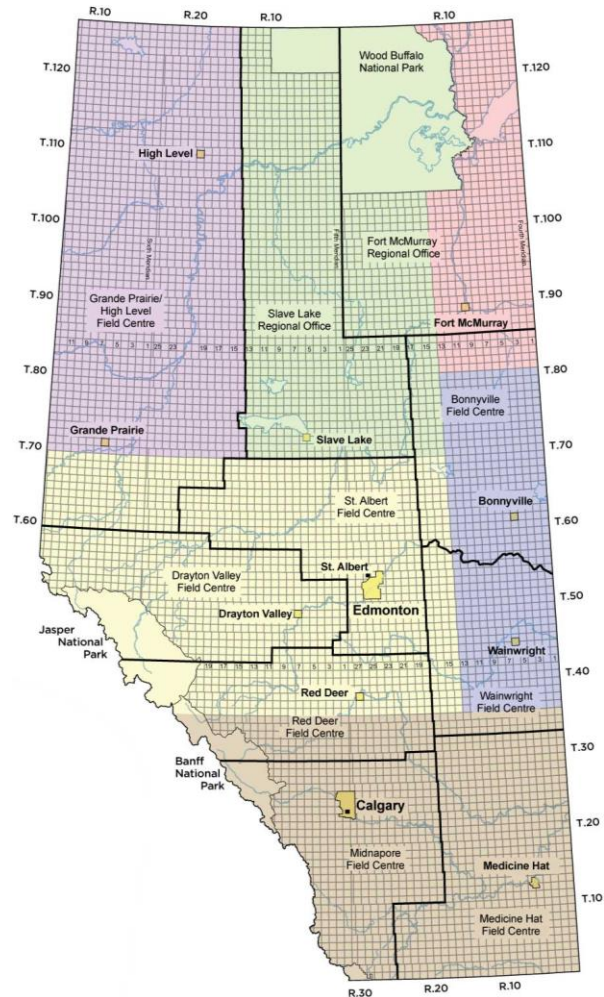 R.10
R.20
R.10
R.10
T.120
Wood Buffalo
National Park
T.120
T.110
High Level
T.110
T.100
Sixth Meridian
Fifth Meridian
Fourth Meridian
T.100
Fort McMurray
Regional Office
T.90
Grande Prairie/
High Level
Field Centre
Slave Lake
Regional Office
Fort McMurray
T.90
T.80
T.80
Bonnyville
Field Centre
Grande Prairie
Slave Lake
T.70
T.70
St. Albert
Field Centre
Bonnyville
T.60
T.60
St. Albert
Drayton Valley
Field Centre
Edmonton
T.50
Drayton Valley
Jasper
National
Park
Wainwright
T.40
Red Deer
Wainwright
Field Centre
Red Deer
Field Centre
T.30
Banff
National
Park
Calgary
T.20
Midnapore
Field Centre
Medicine Hat
T.10
Medicine Hat
Field Centre
R.30
R.20
R.10